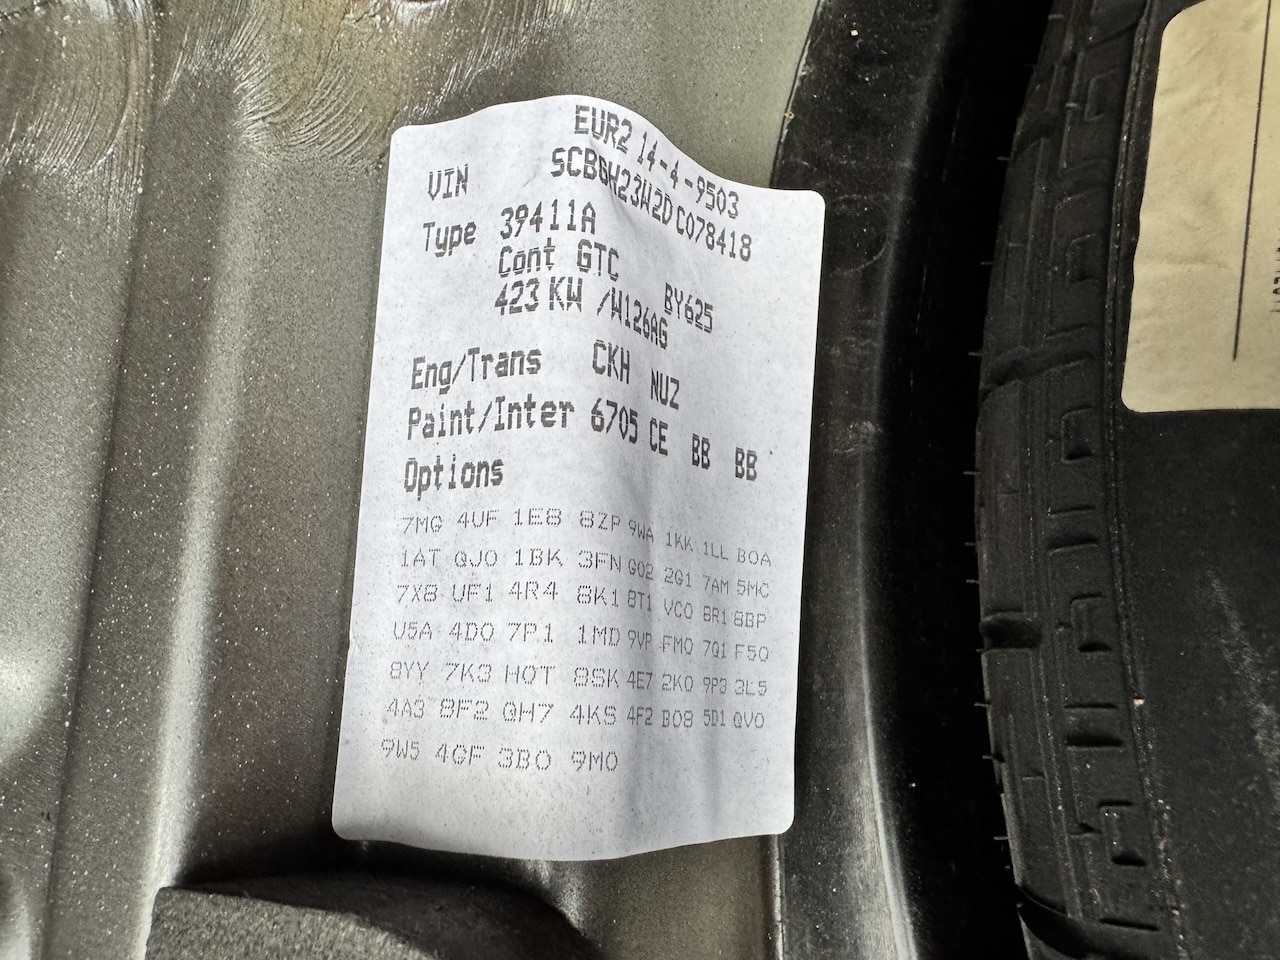 EUR2 14-4-9503
VIN SCBGH23W2DC078418
Type 39411A
Cont GTC BY625
423 KW /W126AG
Eng/Trans CKH NUZ
Paint/Inter 6705 CE BB BB
Options
7MG 4UF 1E8 8ZP 9WA 1KK 1LL B0A
1AT QJ0 1BK 3FN G02 2G1 7AM 5MC
7X8 UF1 4R4 8K1 8T1 VC0 8R1 8BP
U5A 4D0 7P1 1MD 9VP FM0 7Q1 F50
8YY 7K3 H0T 8SK 4E7 2K0 9P3 3L5
4A3 8F2 QH7 4KS 4F2 B08 5D1 QV0
9W5 4GF 3B0 9M0